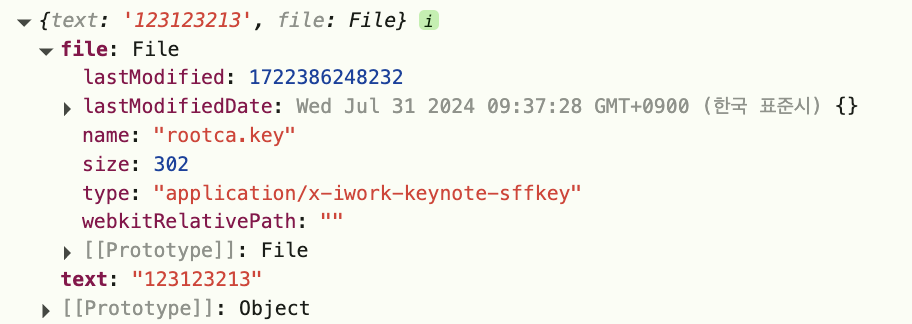 {text: '123123213', file: File} i
file: File
lastModified: 1722386248232
lastModifiedDate: Wed Jul 31 2024 09:37:28 GMT+0900 (한국 표준시) {}
name: "rootca.key"
size: 302
type: "application/x-iwork-keynote-sffkey"
webkitRelativePath: ""
[[Prototype]]: File
text: "123123213"
[[Prototype]]: Object